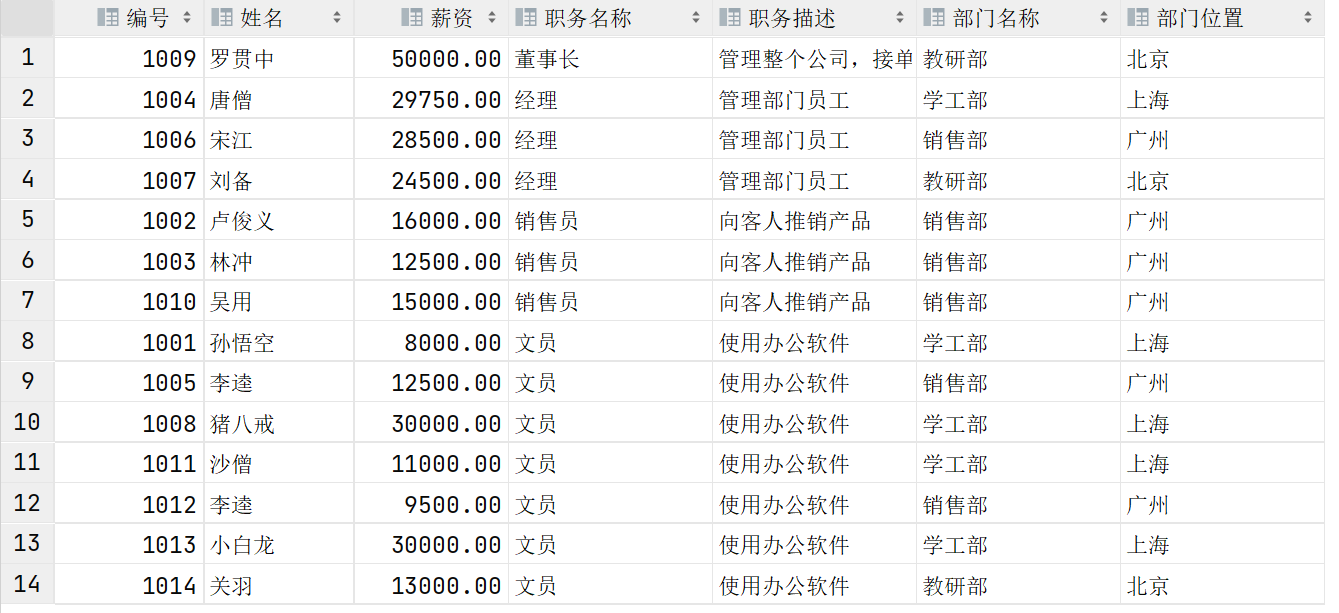 编号 姓名 薪资 职务名称 职务描述 部门名称 部门位置
1 1009 罗贯中 50000.00 董事长 管理整个公司，接单 教研部 北京
2 1004 唐僧 29750.00 经理 管理部门员工 学工部 上海
3 1006 宋江 28500.00 经理 管理部门员工 销售部 广州
4 1007 刘备 24500.00 经理 管理部门员工 教研部 北京
5 1002 卢俊义 16000.00 销售员 向客人推销产品 销售部 广州
6 1003 林冲 12500.00 销售员 向客人推销产品 销售部 广州
7 1010 吴用 15000.00 销售员 向客人推销产品 销售部 广州
8 1001 孙悟空 8000.00 文员 使用办公软件 学工部 上海
9 1005 李逵 12500.00 文员 使用办公软件 销售部 广州
10 1008 猪八戒 30000.00 文员 使用办公软件 学工部 上海
11 1011 沙僧 11000.00 文员 使用办公软件 学工部 上海
12 1012 李逵 9500.00 文员 使用办公软件 销售部 广州
13 1013 小白龙 30000.00 文员 使用办公软件 学工部 上海
14 1014 关羽 13000.00 文员 使用办公软件 教研部 北京